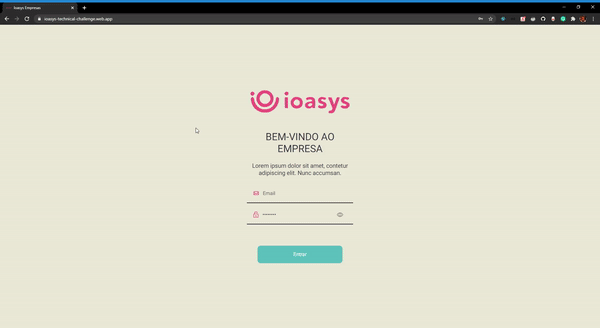 ioasys Empresas
ioasys-technical-challenge.web.app
ioasys
BEM-VINDO AO
EMPRESA
Lorem ipsum dolor sit amet, contetur
adipiscing elit. Nunc accumsan.
Email
••••••••
Entrar